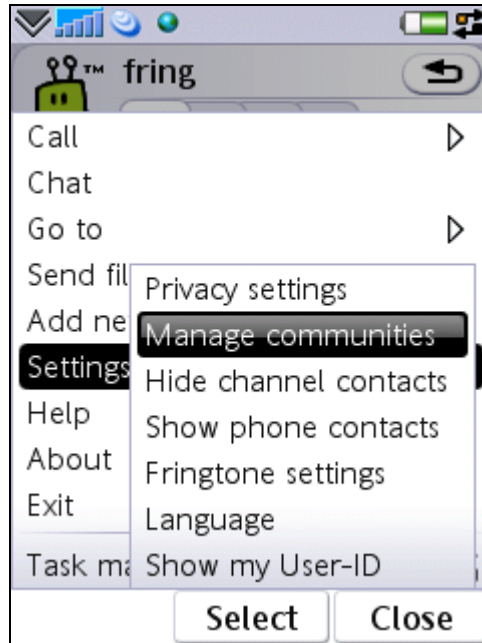 ™ fring
Call
Chat
Go to
Send fil
Add ne
Settings
Help
About
Exit
Task ma
Privacy settings
Manage communities
Hide channel contacts
Show phone contacts
Fringtone settings
Language
Show my User-ID
Select Close